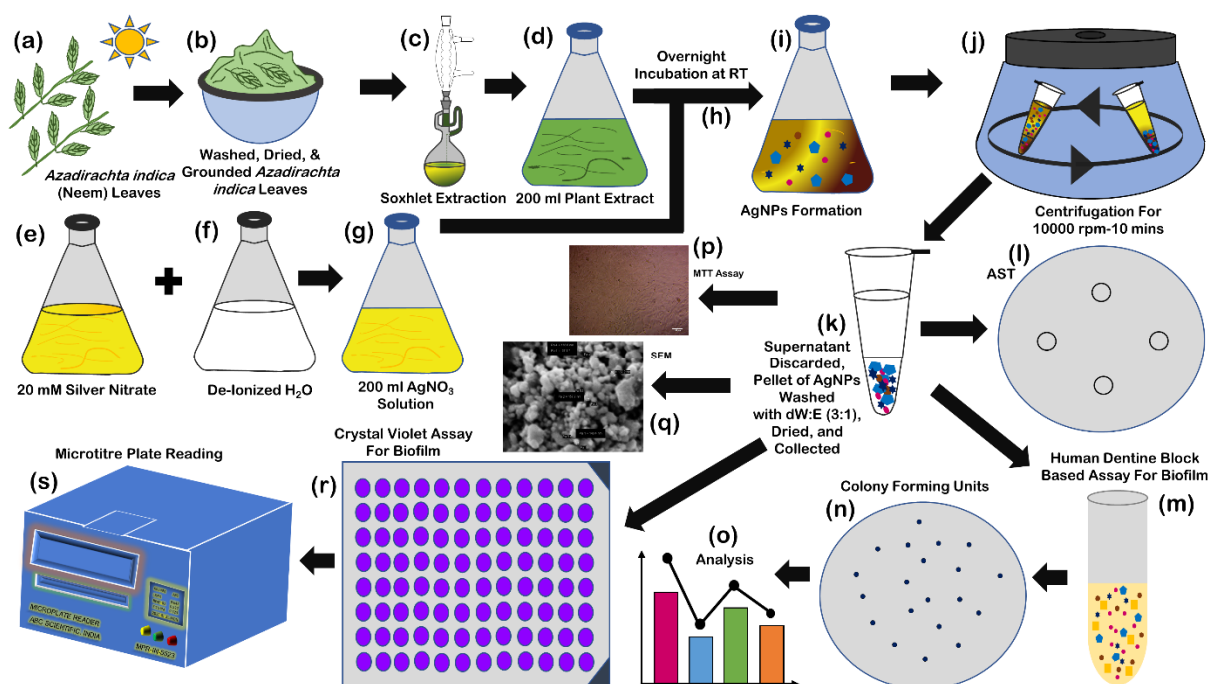 (a)
(b)
(c)
(d)
(i)
(j)
Overnight
Incubation at RT
(h)
Azadirachta indica
(Neem) Leaves
Washed, Dried, &
Grounded Azadirachta
indica Leaves
Soxhlet Extraction
200 ml Plant Extract
AgNPs Formation
Centrifugation For
10000 rpm-10 mins
(e)
(f)
(g)
20 mM Silver Nitrate
De-Ionized H₂O
200 ml AgNO₃
Solution
(p)
MTT Assay
SEM
(q)
(k)
Supernatant
Discarded,
Pellet of AgNPs
Washed
with dW:E (3:1),
Dried, and
Collected
(l)
AST
Human Dentine Block
Based Assay For Biofilm
(m)
Colony Forming Units
(n)
(o)
Analysis
Crystal Violet Assay
For Biofilm
(r)
Microtitre Plate Reading
(s)
MICROPLATE READER
ABC SCIENTIFIC, INDIA
MPR-IN-5523